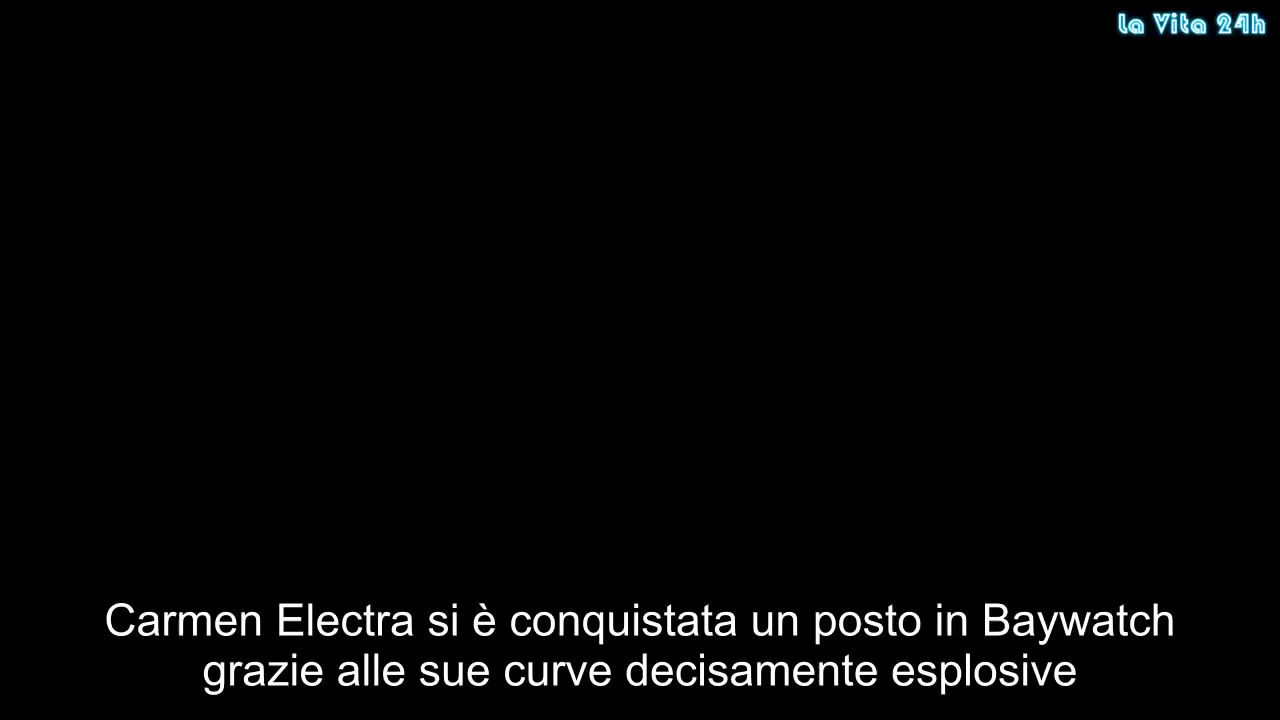 La Vita 24h
Carmen Electra si è conquistata un posto in Baywatch
grazie alle sue curve decisamente esplosive